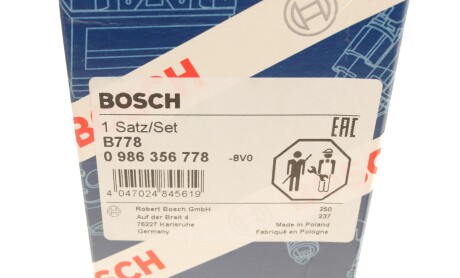 BOSCH
1 Satz/Set
B778
0 986 356 778 -8V0
EAC
4 047024 845619
Robert Bosch GmbH
Auf der Breit 4
76227 Karlsruhe
Germany
250
237
Made in Poland
Fabriqué en Pologne